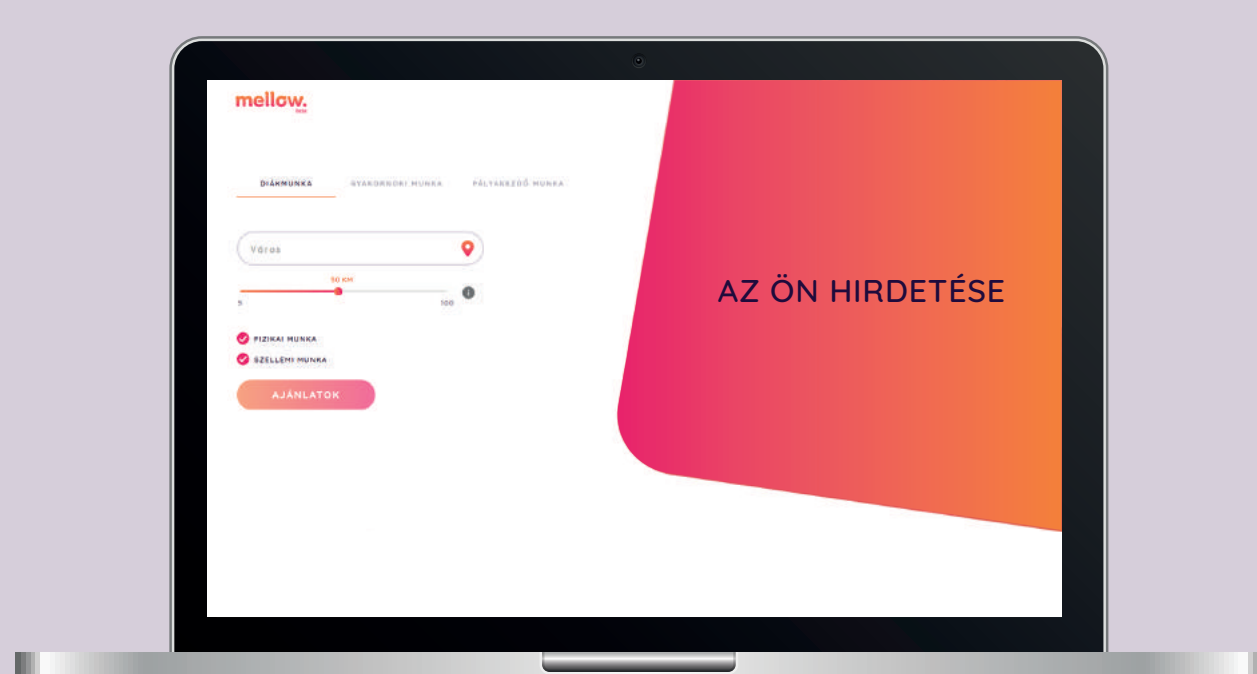 mellow.
DIÁKMUNKA GYAKORNOKI MUNKA PÁLYAKEZDŐ MUNKA
Város
50 KM
5 100
FIZIKAI MUNKA
SZELLEMI MUNKA
AJÁNLATOK
AZ ÖN HIRDETÉSE